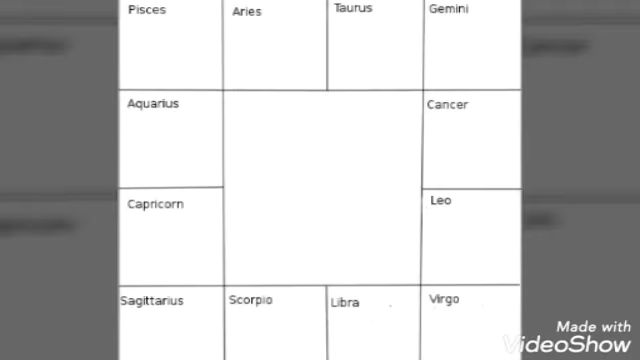 Pisces
Aries
Taurus
Gemini
Aquarius
Cancer
Capricorn
Leo
Sagittarius
Scorpio
Libra
Virgo
Made with
VideoShow